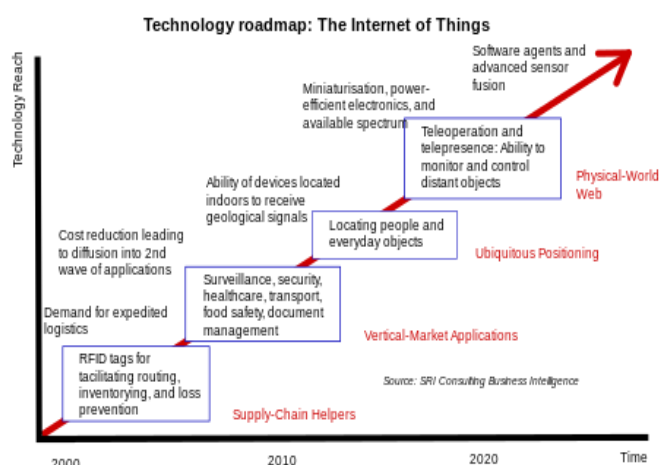 Technology roadmap: The Internet of Things
Technology Reach
Software agents and
advanced sensor
fusion
Miniaturisation, power-
efficient electronics, and
available spectrum
Teleoperation and
telepresence: Ability to
monitor and control
distant objects
Physical-World
Web
Ability of devices located
indoors to receive
geological signals
Locating people and
everyday objects
Ubiquitous Positioning
Cost reduction leading
to diffusion into 2nd
wave of applications
Surveillance, security,
healthcare, transport,
food safety, document
management
Vertical-Market Applications
Demand for expedited
logistics
RFID tags for
tacilitating routing,
inventorying, and loss
prevention
Supply-Chain Helpers
Source: SRI Consulting Business Intelligence
2000
2010
2020
Time